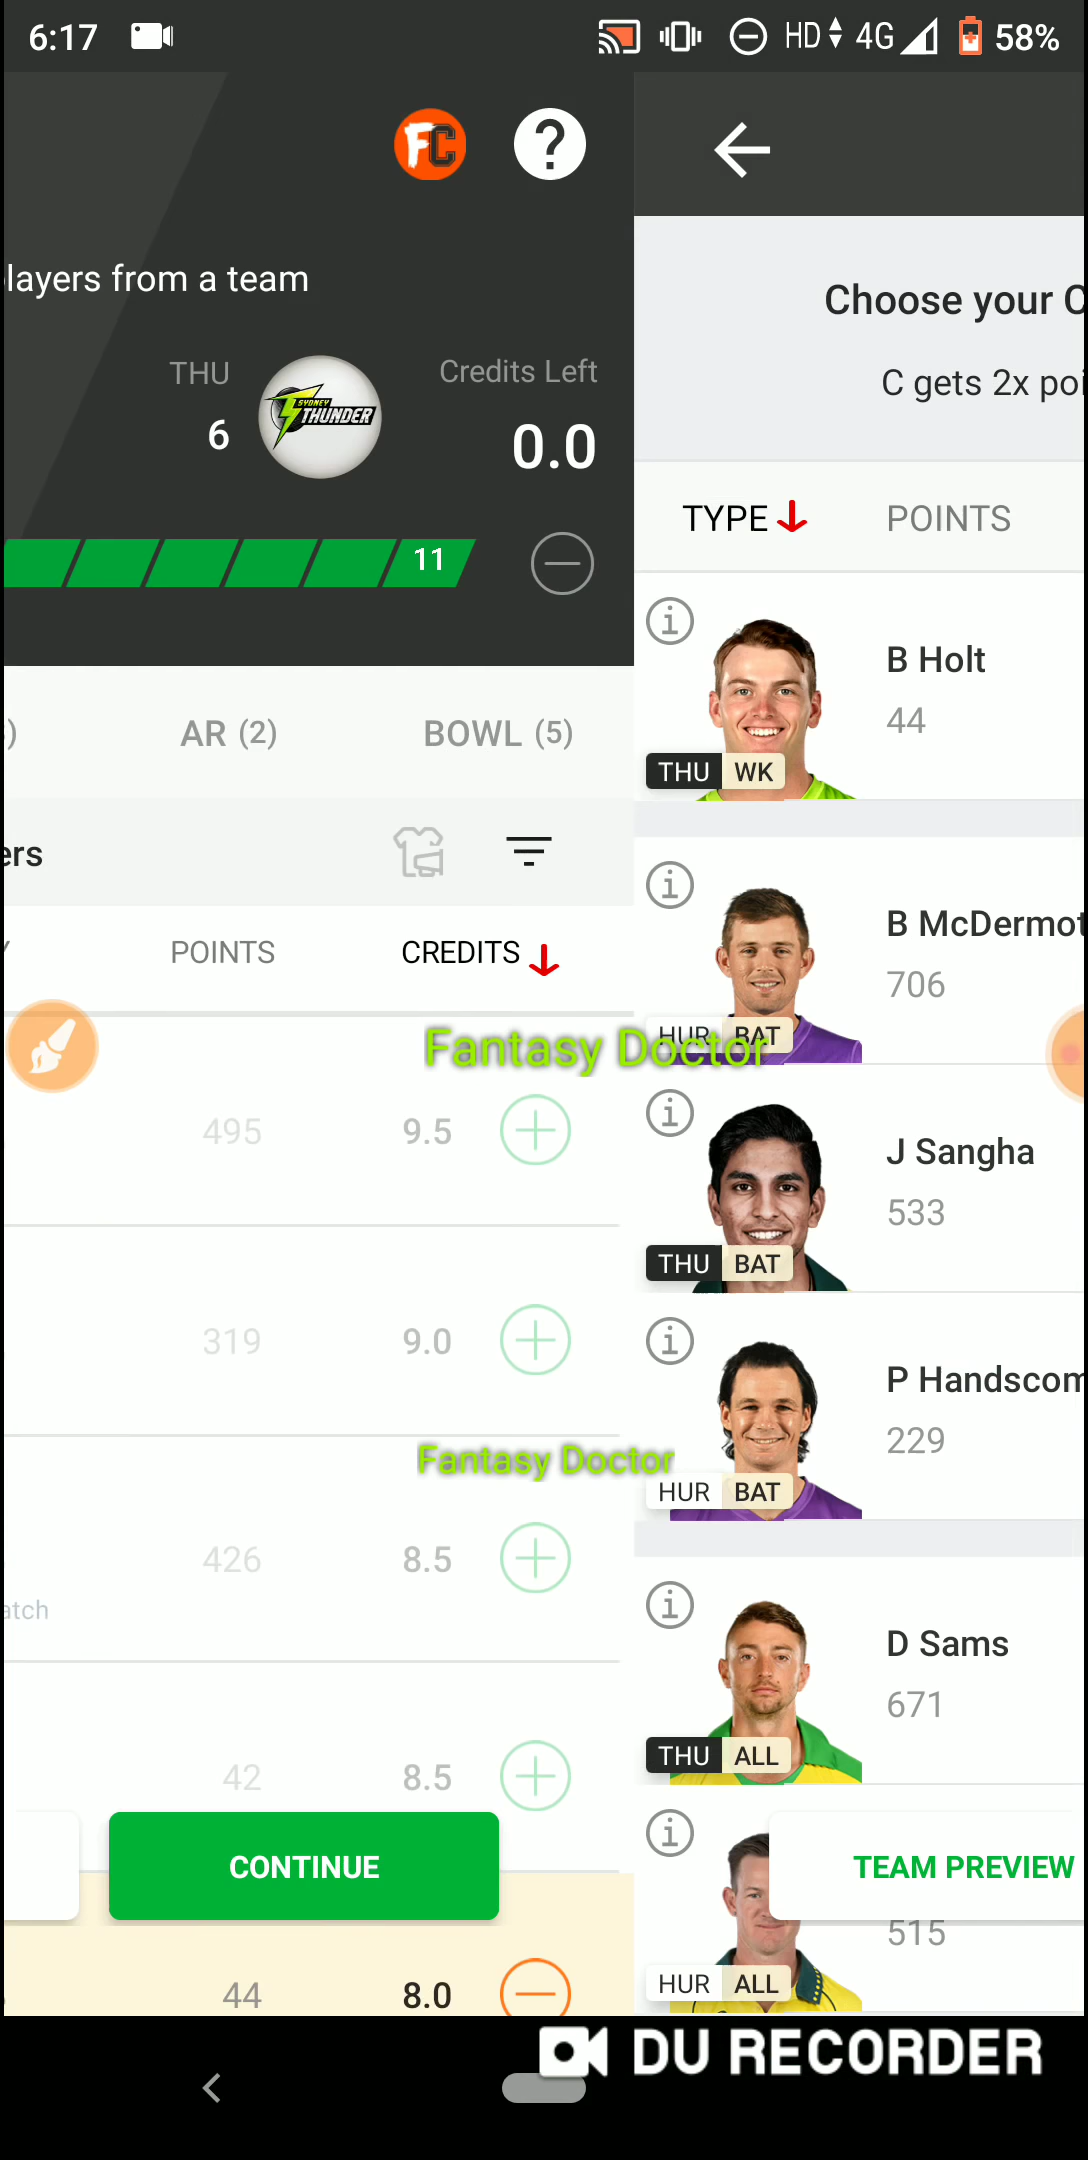 6:17 HD 4G 58%
FC ?
layers from a team
THU
6
SYDNEY
THUNDER
Credits Left
0.0
11
AR (2) BOWL (5)
ers
POINTS CREDITS
495 9.5
319 9.0
426 8.5
atch
42 8.5
CONTINUE
44 8.0
Choose your C
C gets 2x poi
TYPE POINTS
B Holt
44
THU WK
B McDermot
706
HUR BAT
Fantasy Doctor
J Sangha
533
THU BAT
P Handscom
229
Fantasy Doctor
HUR BAT
D Sams
671
THU ALL
TEAM PREVIEW
515
HUR ALL
DU RECORDER